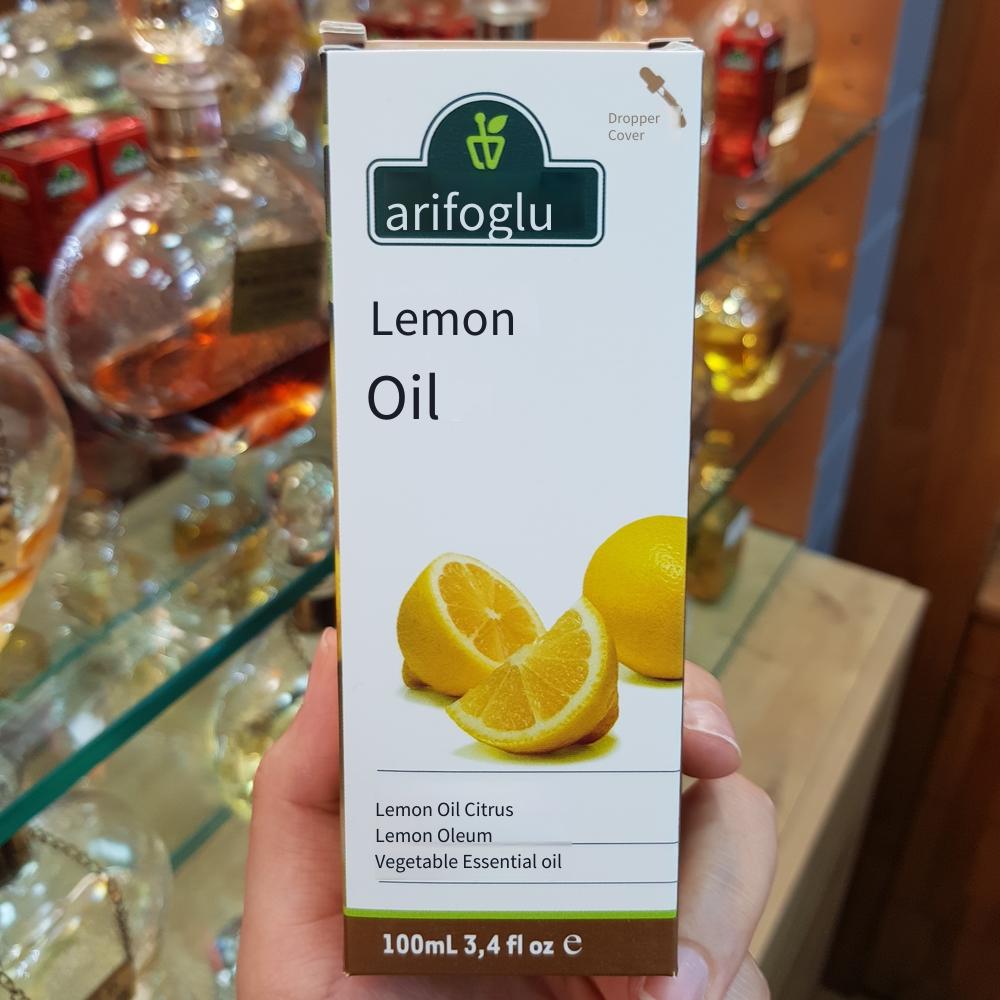 Dropper
Cover
arifoglu
Lemon
Oil
Lemon Oil Citrus
Lemon Oleum
Vegetable Essential oil
100mL 3,4 fl oz e